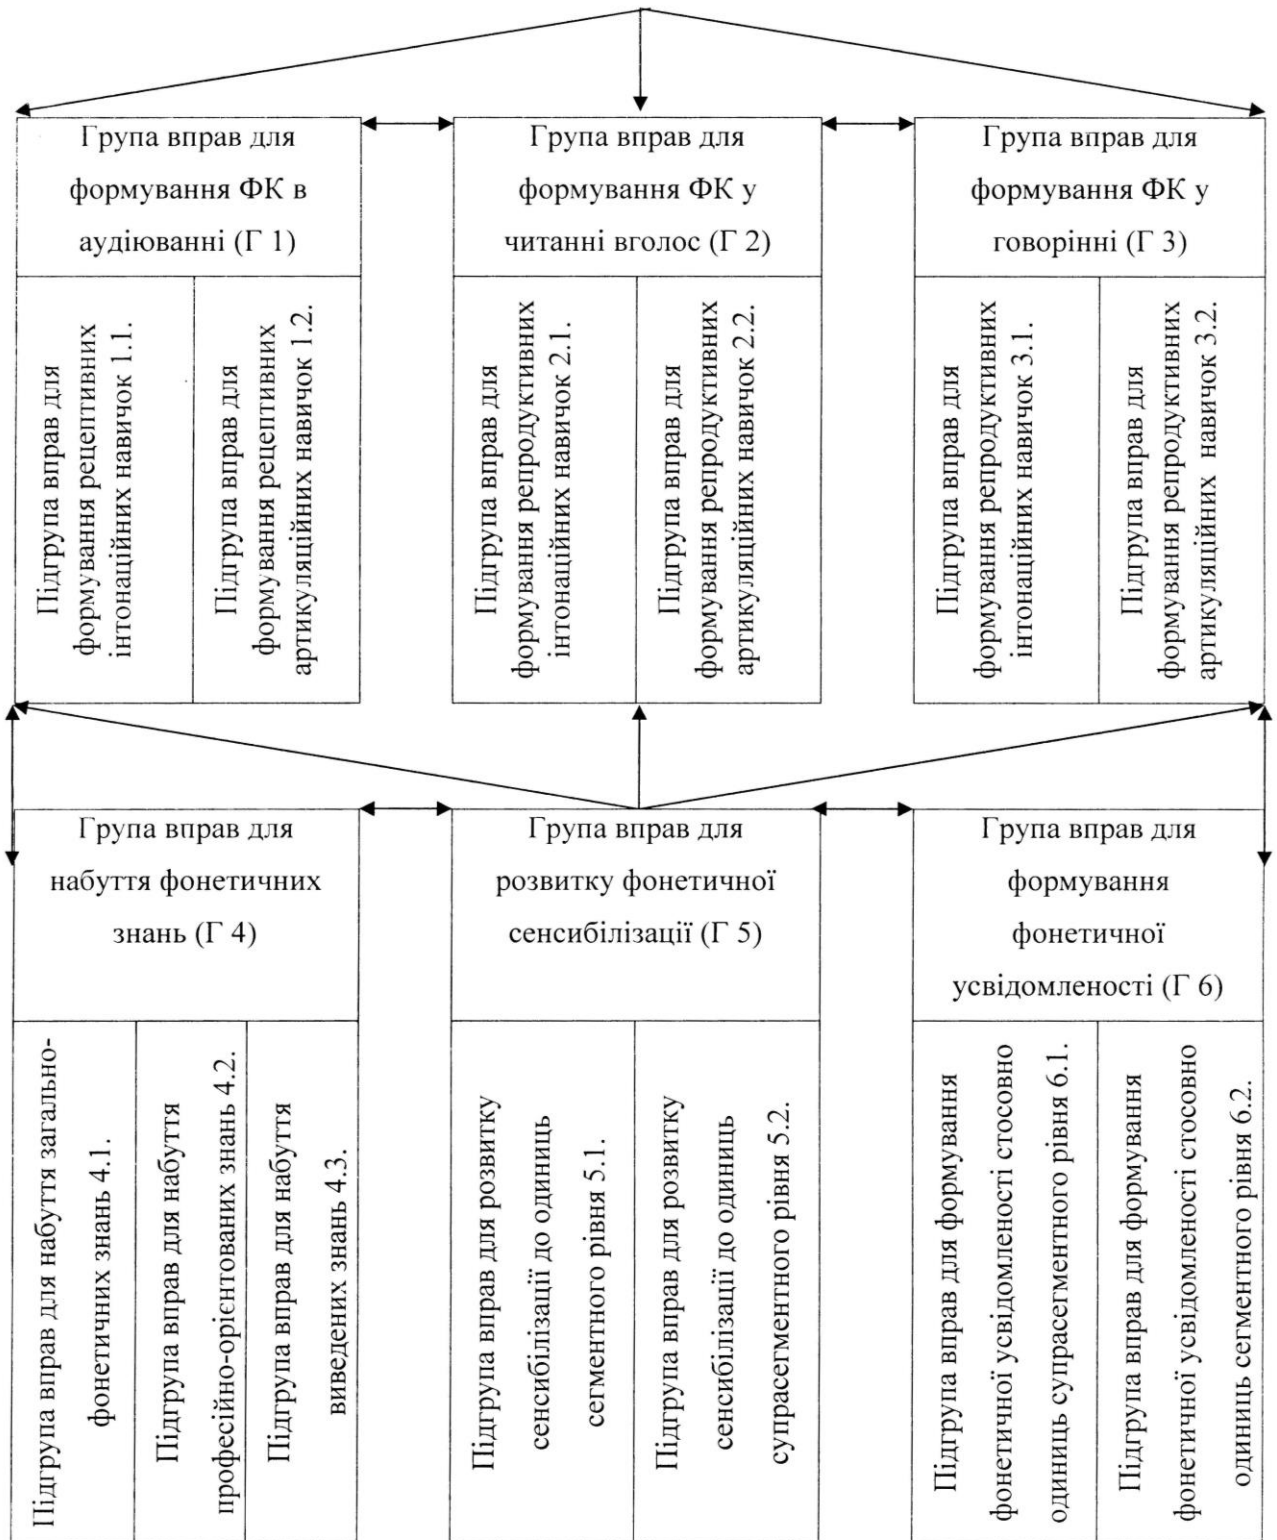 Група вправ для
формування ФК в
аудіюванні (Г 1)
Група вправ для
формування ФК у
читанні вголос (Г 2)
Група вправ для
формування ФК у
говорінні (Г 3)
Підгрупа вправ для
формування рецептивних
інтонаційних навичок 1.1.
Підгрупа вправ для
формування рецептивних
артикуляційних навичок 1.2.
Підгрупа вправ для
формування репродуктивних
інтонаційних навичок 2.1.
Підгрупа вправ для
формування репродуктивних
артикуляційних навичок 2.2.
Підгрупа вправ для
формування репродуктивних
інтонаційних навичок 3.1.
Підгрупа вправ для
формування репродуктивних
артикуляційних навичок 3.2.
Група вправ для
набуття фонетичних
знань (Г 4)
Група вправ для
розвитку фонетичної
сенсибілізації (Г 5)
Група вправ для
формування
фонетичної
усвідомленості (Г 6)
Підгрупа вправ для набуття загально-
фонетичних знань 4.1.
Підгрупа вправ для набуття
професійно-орієнтованих знань 4.2.
Підгрупа вправ для набуття
виведених знань 4.3.
Підгрупа вправ для розвитку
сенсибілізації до одиниць
сегментного рівня 5.1.
Підгрупа вправ для розвитку
сенсибілізації до одиниць
супрасегментного рівня 5.2.
Підгрупа вправ для формування
фонетичної усвідомленості стосовно
одиниць супрасегментного рівня 6.1.
Підгрупа вправ для формування
фонетичної усвідомленості стосовно
одиниць сегментного рівня 6.2.